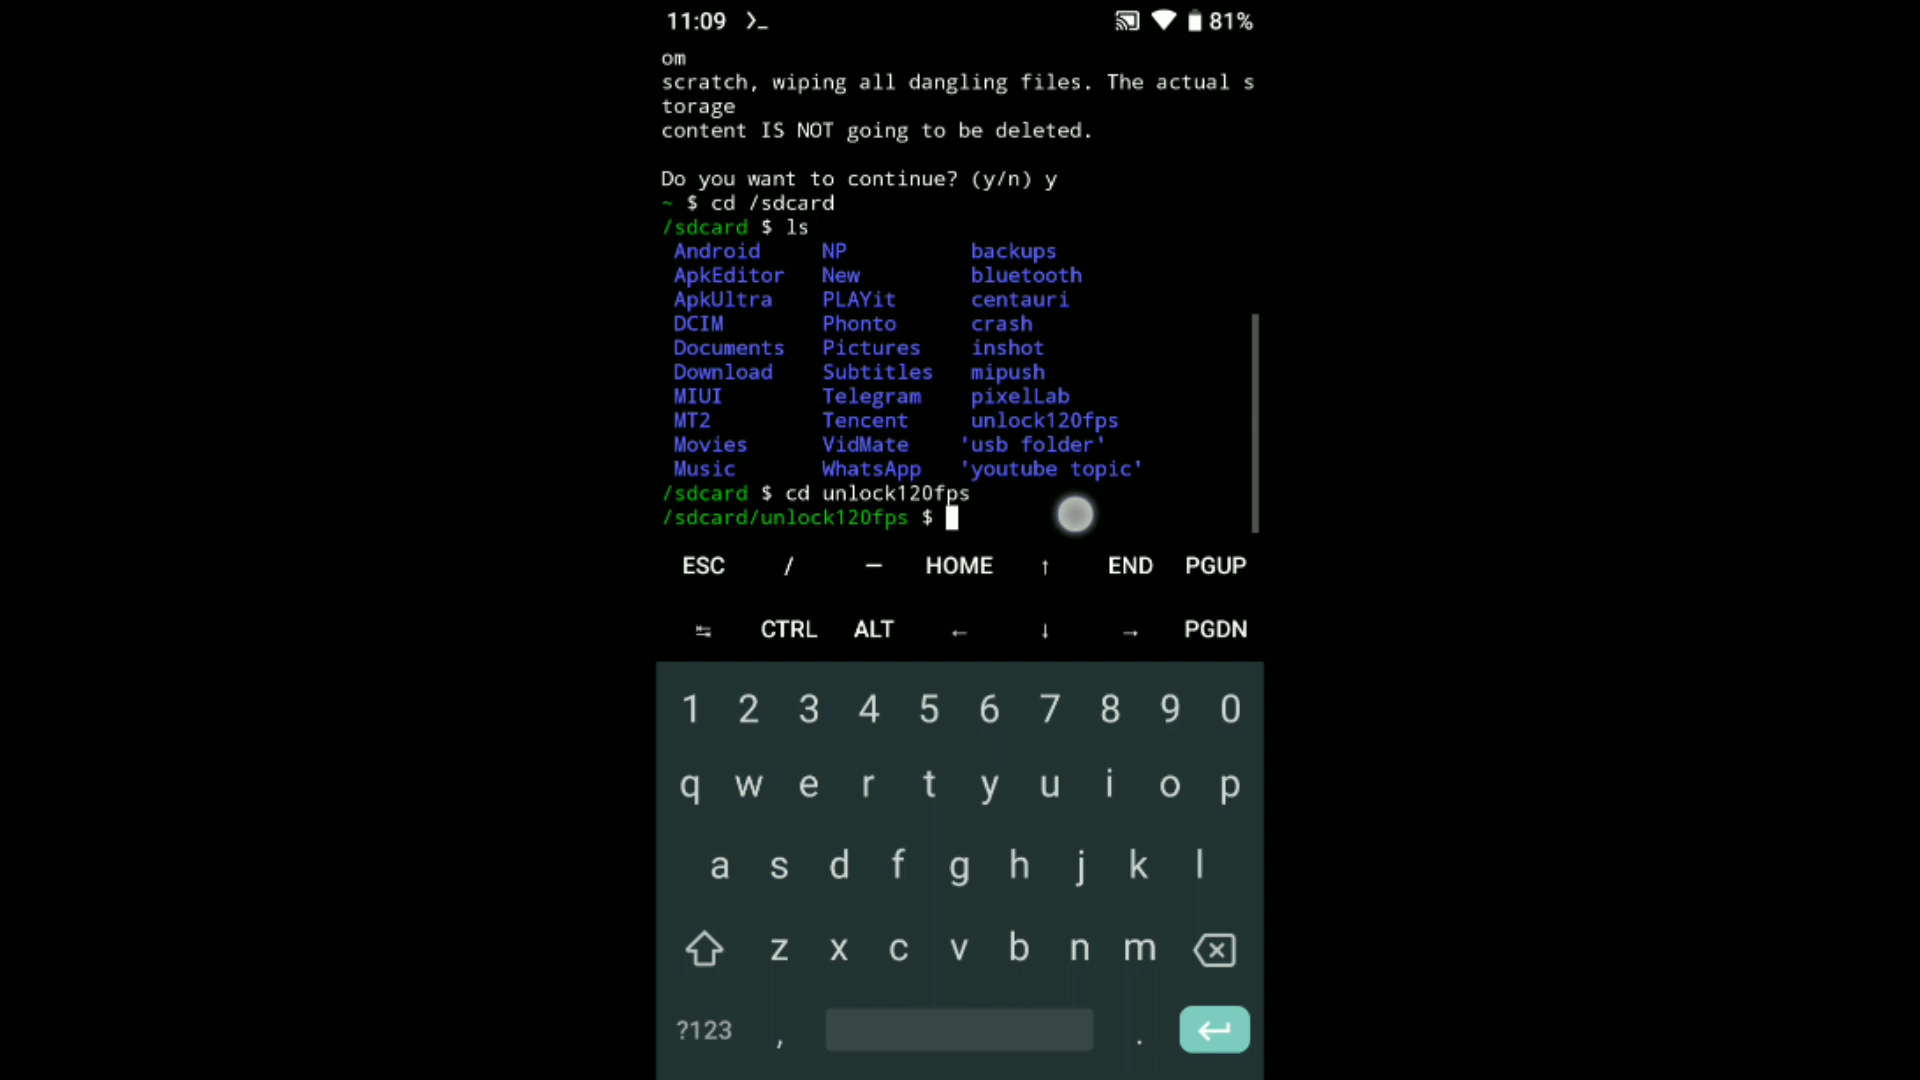 11:09 >_ 81%
om
scratch, wiping all dangling files. The actual s
torage
content IS NOT going to be deleted.
Do you want to continue? (y/n) y
~ $ cd /sdcard
/sdcard $ ls
Android NP backups
ApkEditor New bluetooth
ApkUltra PLAYit centauri
DCIM Phonto crash
Documents Pictures inshot
Download Subtitles mipush
MIUI Telegram pixelLab
MT2 Tencent unlock120fps
Movies VidMate 'usb folder'
Music WhatsApp 'youtube topic'
/sdcard $ cd unlock120fps
/sdcard/unlock120fps $
ESC / — HOME ↑ END PGUP
↹ CTRL ALT ← ↓ → PGDN
1 2 3 4 5 6 7 8 9 0
q w e r t y u i o p
a s d f g h j k l
z x c v b n m
?123 , .